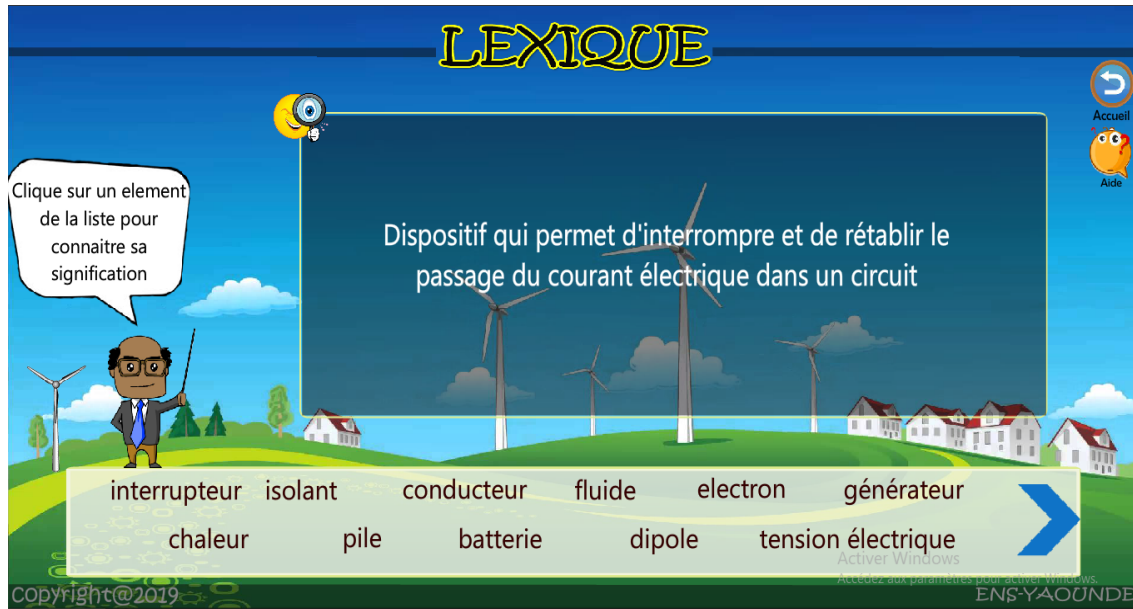 LEXIQUE
Accueil
Aide
Clique sur un element
de la liste pour
connaitre sa
signification
Dispositif qui permet d'interrompre et de rétablir le
passage du courant électrique dans un circuit
interrupteur isolant conducteur fluide electron générateur
chaleur pile batterie dipole tension électrique
Activer Windows
Accédez aux paramètres pour activer Windows.
Copyright@2019
ENS-YAOUNDE